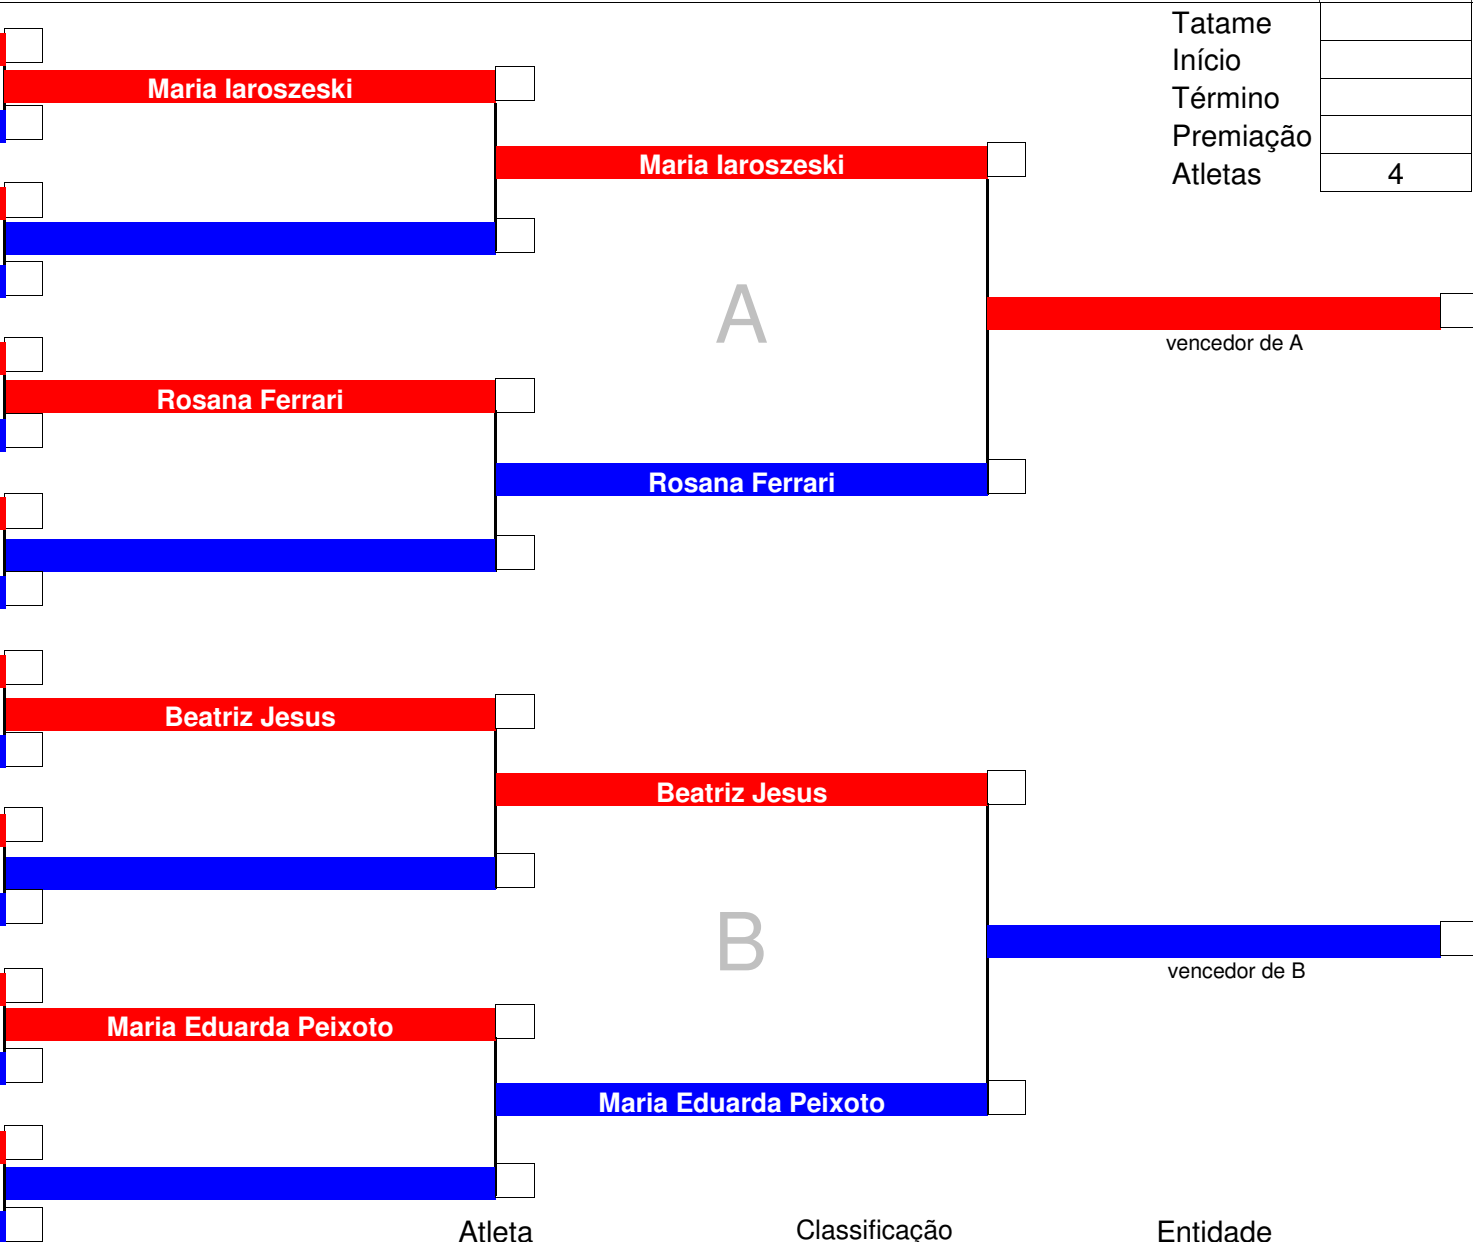 Tatame
Início
Término
Premiação
Atletas 4
Maria Iaroszeski
Maria Iaroszeski
A
vencedor de A
Rosana Ferrari
Rosana Ferrari
Beatriz Jesus
Beatriz Jesus
B
vencedor de B
Maria Eduarda Peixoto
Maria Eduarda Peixoto
Atleta Classificação Entidade